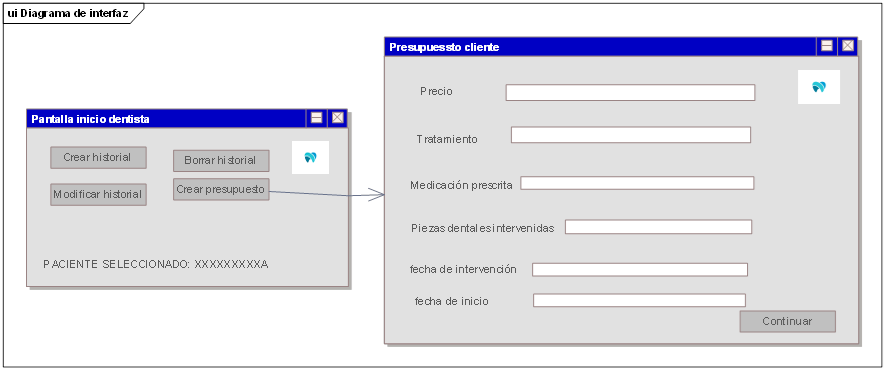 ui Diagrama de interfaz
Pantalla inicio dentista
Crear historial
Borrar historial
Modificar historial
Crear presupuesto
PACIENTE SELECCIONADO: XXXXXXXXXA
Presupuessto cliente
Precio
Tratamiento
Medicación prescrita
Piezas dentales intervenidas
fecha de intervención
fecha de inicio
Continuar